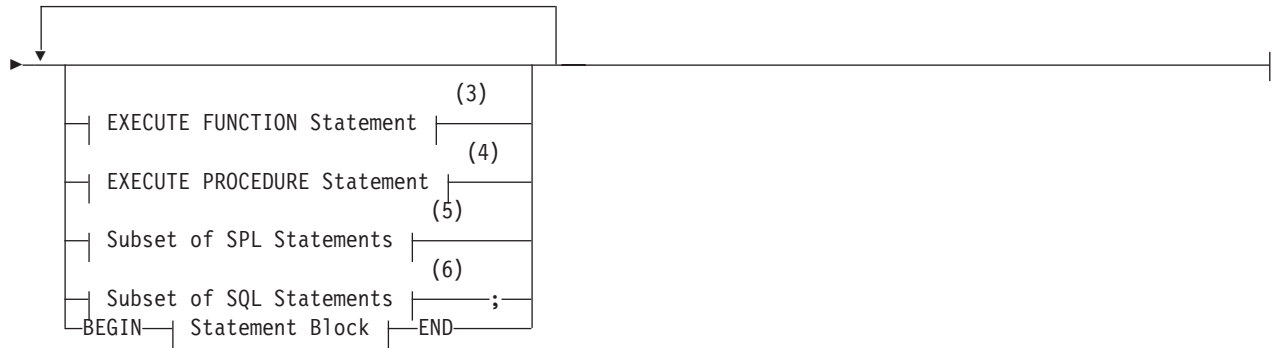 (3)
EXECUTE FUNCTION Statement
(4)
EXECUTE PROCEDURE Statement
(5)
Subset of SPL Statements
(6)
Subset of SQL Statements ;
BEGIN Statement Block END